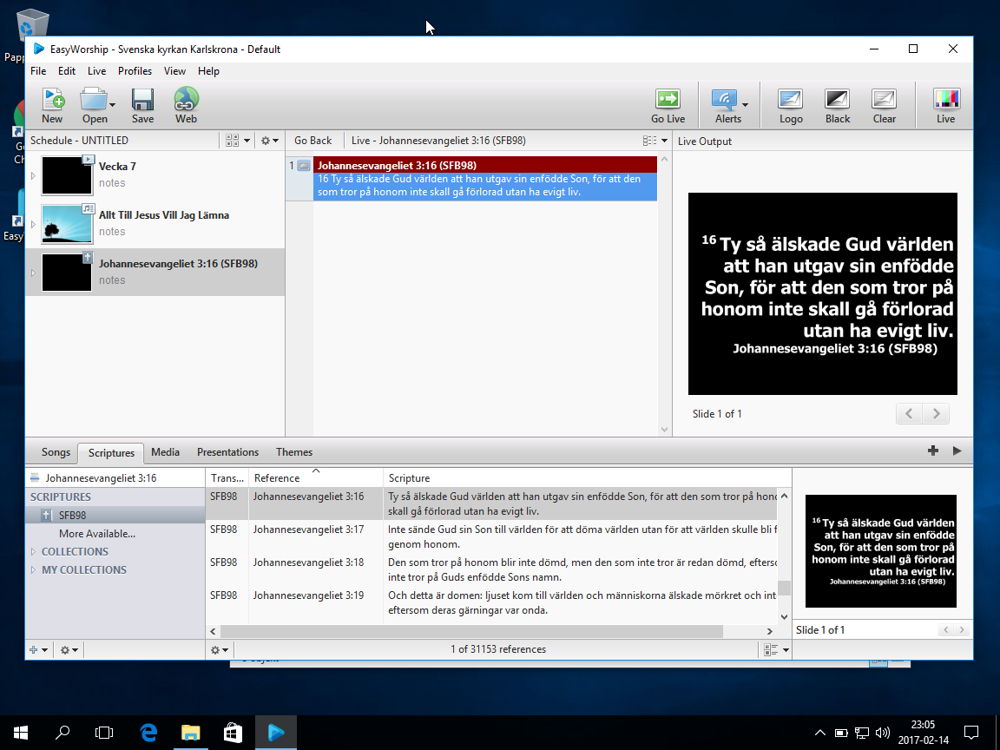 Papp
EasyWorship - Svenska kyrkan Karlskrona - Default
File Edit Live Profiles View Help
New Open Save Web Go Live Alerts Logo Black Clear Live
Go
Ch
Easy
Schedule - UNTITLED
Vecka 7
notes
Allt Till Jesus Vill Jag Lämna
notes
Johannesevangeliet 3:16 (SFB98)
notes
Go Back Live - Johannesevangeliet 3:16 (SFB98)
1 Johannesevangeliet 3:16 (SFB98)
16 Ty så älskade Gud världen att han utgav sin enfödde Son, för att den
som tror på honom inte skall gå förlorad utan ha evigt liv.
Live Output
16 Ty så älskade Gud världen
att han utgav sin enfödde
Son, för att den som tror på
honom inte skall gå förlorad
utan ha evigt liv.
Johannesevangeliet 3:16 (SFB98)
Slide 1 of 1
Songs Scriptures Media Presentations Themes
Johannesevangeliet 3:16
SCRIPTURES
SFB98
More Available...
COLLECTIONS
MY COLLECTIONS
Trans... Reference Scripture
SFB98 Johannesevangeliet 3:16 Ty så älskade Gud världen att han utgav sin enfödde Son, för att den som tror på hono
skall gå förlorad utan ha evigt liv.
SFB98 Johannesevangeliet 3:17 Inte sände Gud sin Son till världen för att döma världen utan för att världen skulle bli f
genom honom.
SFB98 Johannesevangeliet 3:18 Den som tror på honom blir inte dömd, men den som inte tror är redan dömd, efterso
inte tror på Guds enfödde Sons namn.
SFB98 Johannesevangeliet 3:19 Och detta är domen: ljuset kom till världen och människorna älskade mörkret och int
eftersom deras gärningar var onda.
1 of 31153 references
16 Ty så älskade Gud världen
att han utgav sin enfödde
Son, för att den som tror på
honom inte skall gå förlorad
utan ha evigt liv.
Johannesevangeliet 3:16 (SFB98)
Slide 1 of 1
23:05
2017-02-14